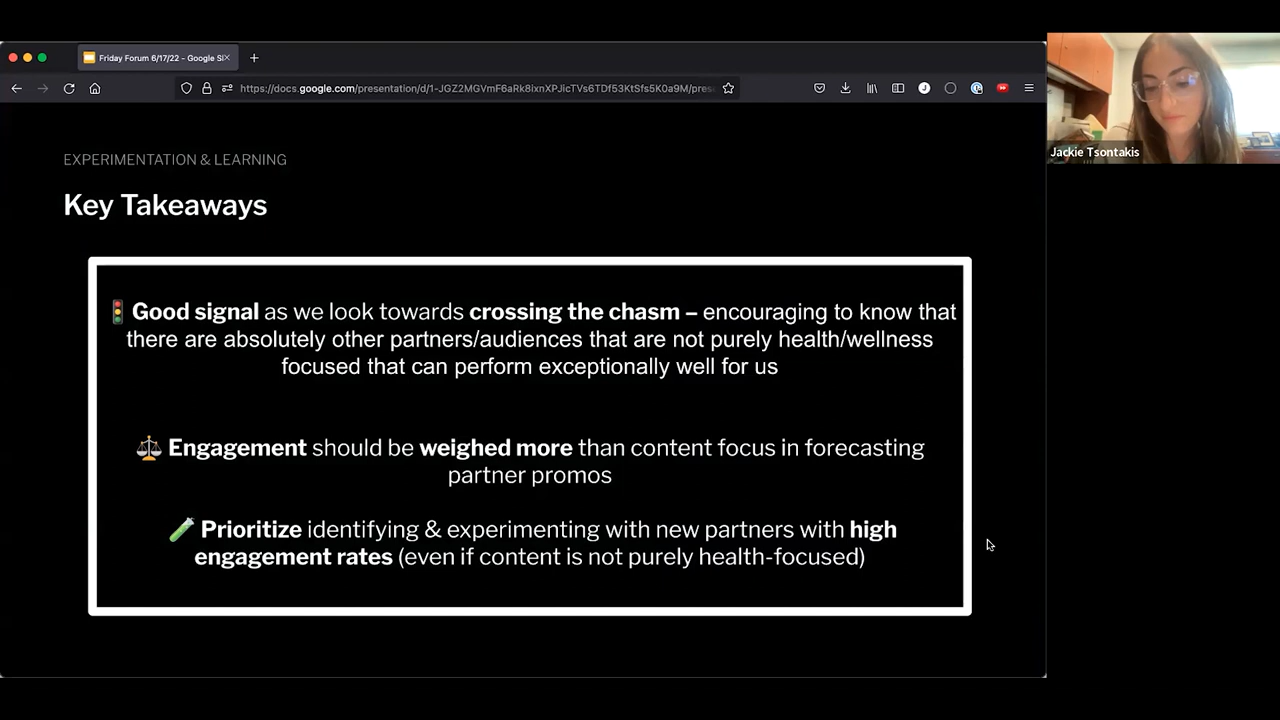 Friday Forum 6/17/22 - Google Sl
https://docs.google.com/presentation/d/1-JGZ2MGVmF6aRk8ixnXPJicTVs6TDf53KtSfs5K0a9M/pres
Jackie Tsontakis
EXPERIMENTATION & LEARNING
Key Takeaways
🚦Good signal as we look towards crossing the chasm – encouraging to know that
there are absolutely other partners/audiences that are not purely health/wellness
focused that can perform exceptionally well for us
⚖️ Engagement should be weighed more than content focus in forecasting
partner promos
🧪 Prioritize identifying & experimenting with new partners with high
engagement rates (even if content is not purely health-focused)